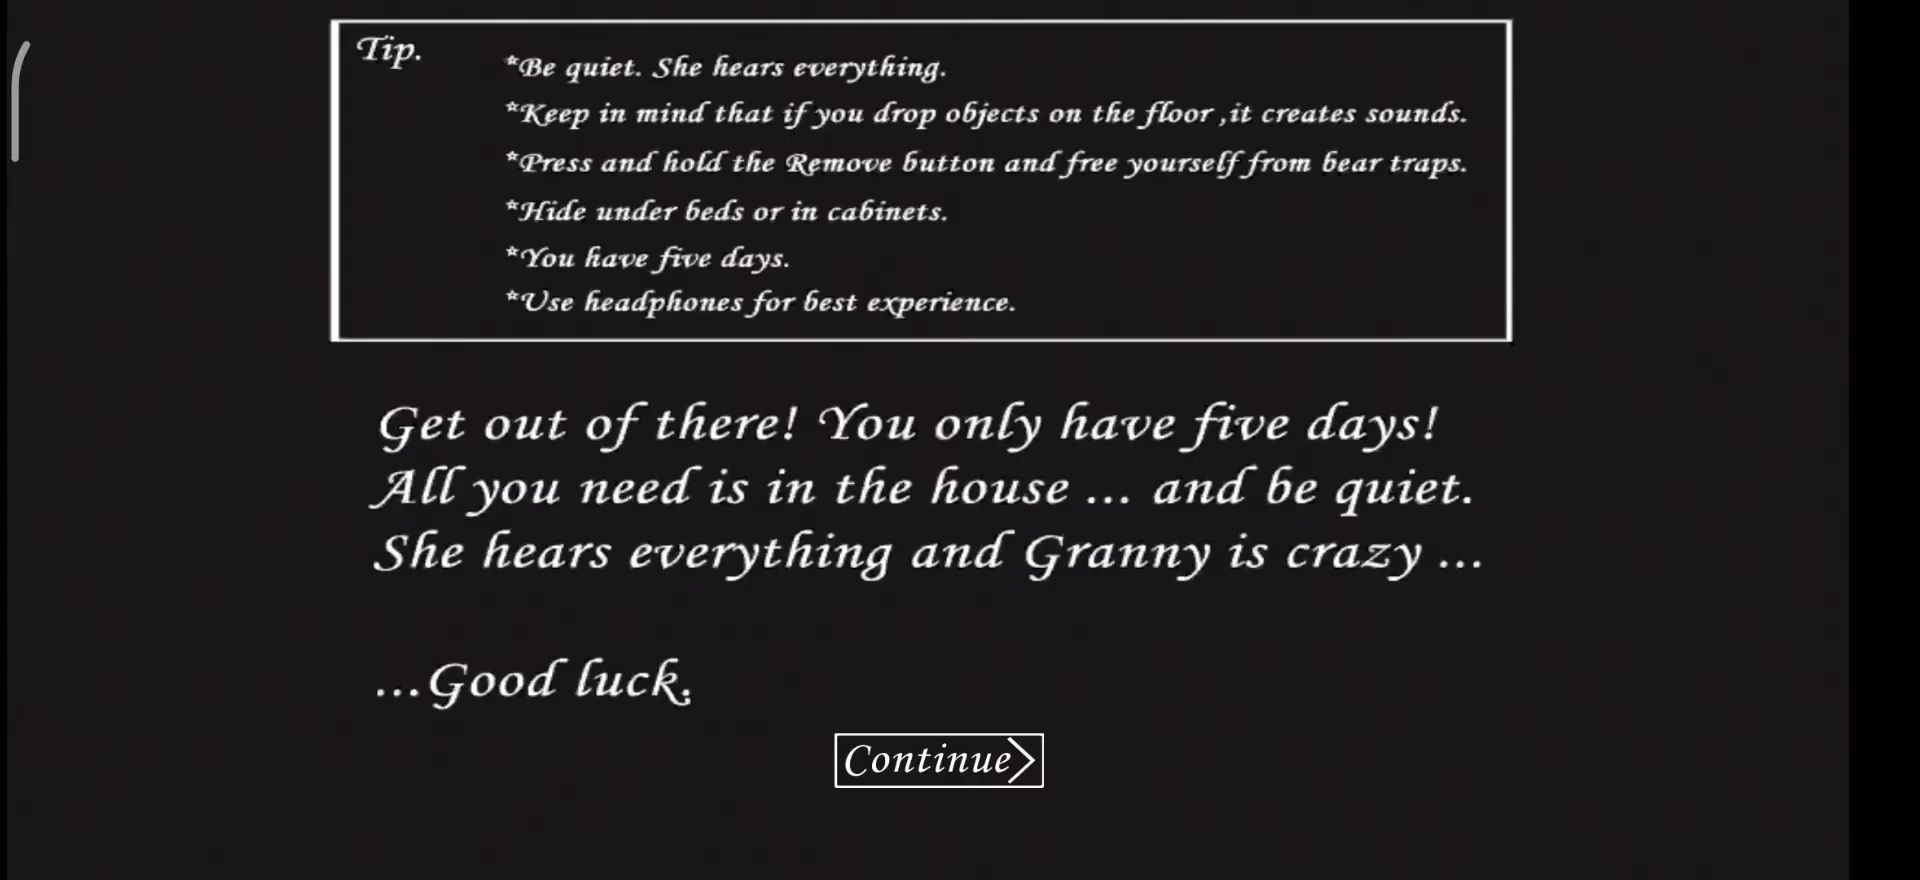 Tip.
*Be quiet. She hears everything.
*Keep in mind that if you drop objects on the floor ,it creates sounds.
*Press and hold the Remove button and free yourself from bear traps.
*Hide under beds or in cabinets.
*You have five days.
*Use headphones for best experience.
Get out of there! You only have five days!
All you need is in the house ... and be quiet.
She hears everything and Granny is crazy ...
...Good luck.
Continue>